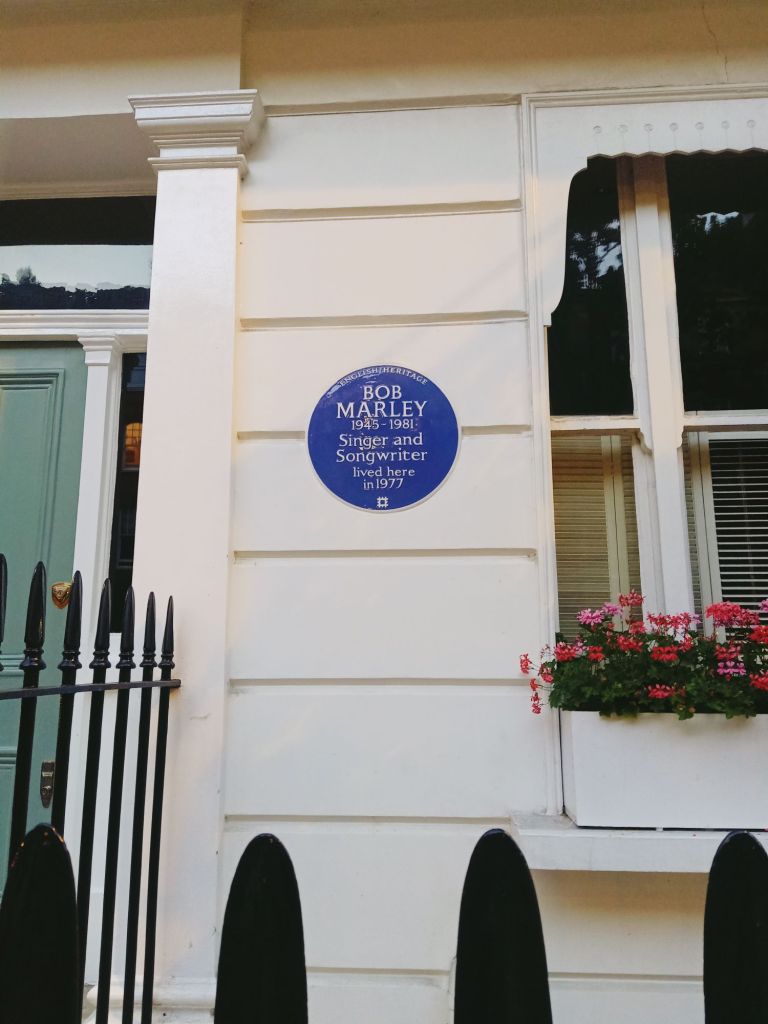 ENGLISH HERITAGE
BOB
MARLEY
1945-1981
Singer and
Songwriter
lived here
in 1977